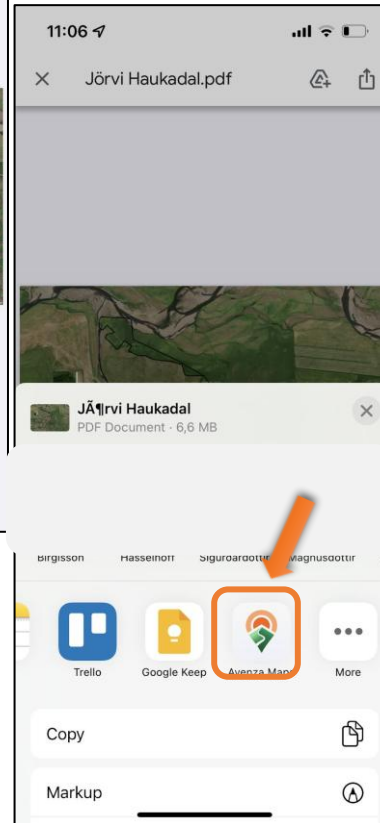 11:06
Jörvi Haukadal.pdf
JÃ¶rvi Haukadal
PDF Document - 6,6 MB
Birgisson Hasselhoff Sigurðardóttir Magnúsdóttir
Trello Google Keep Avenza Maps More
Copy
Markup